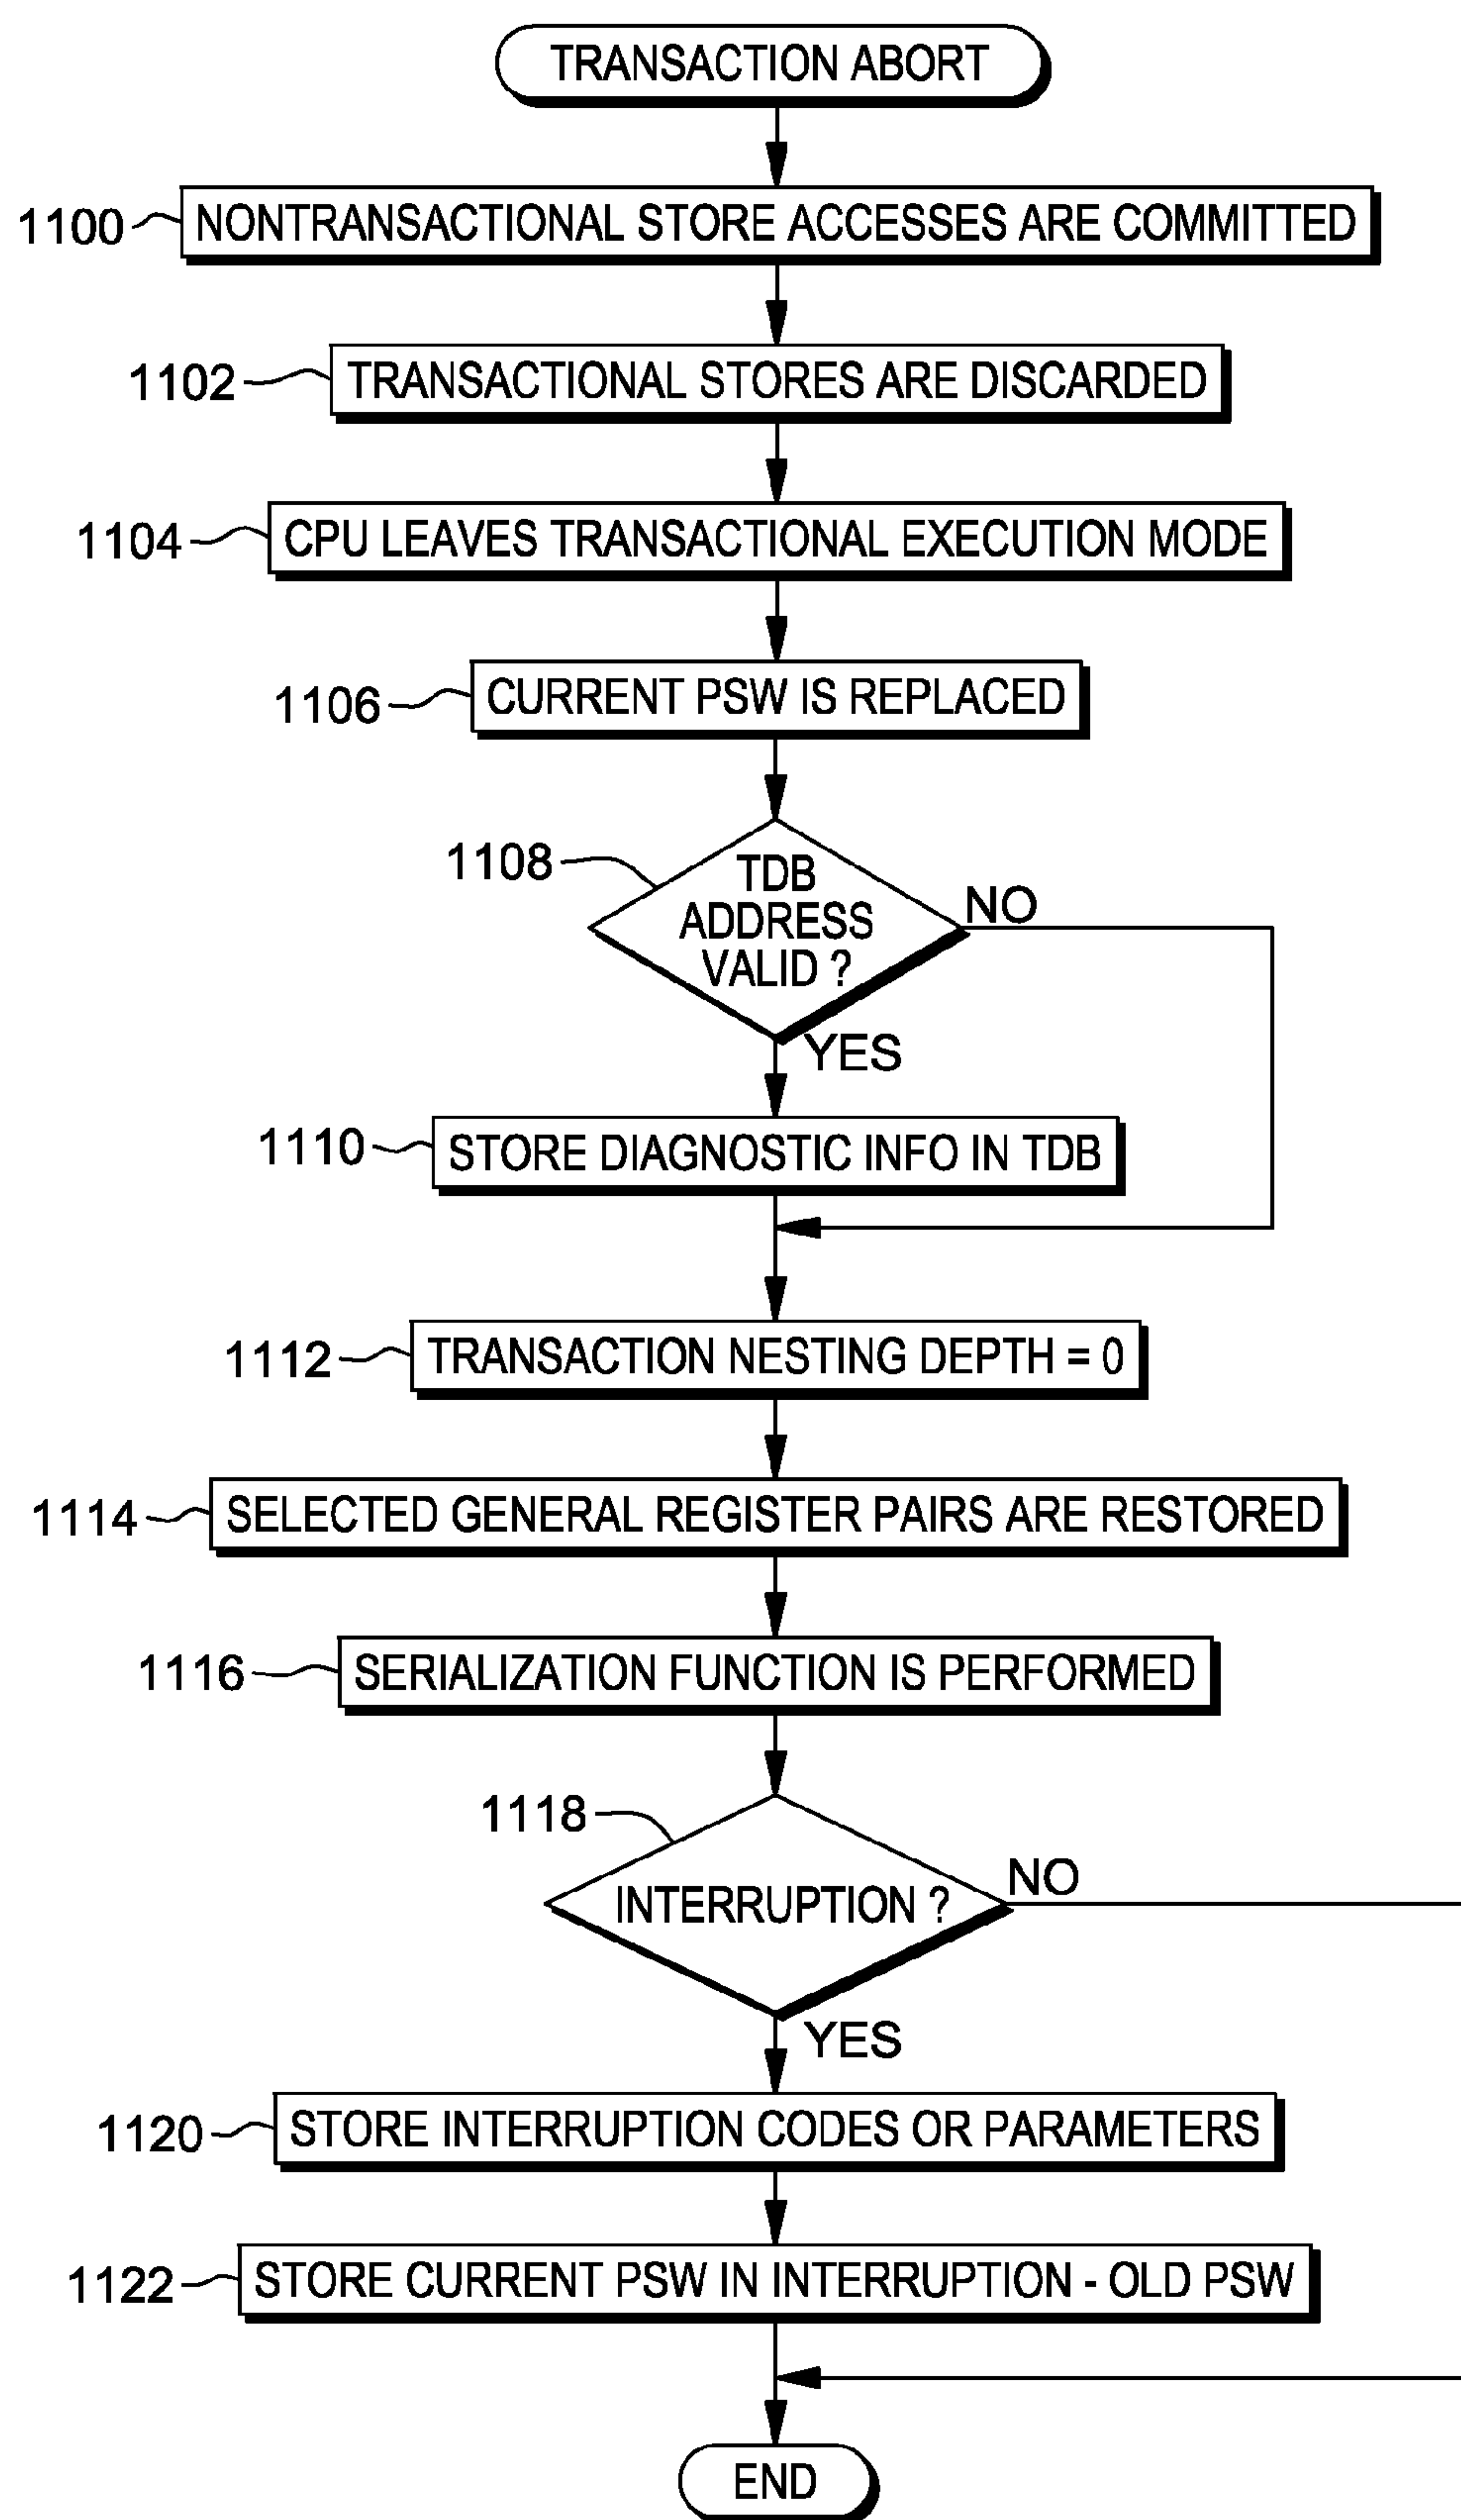 TRANSACTION ABORT
1100
NONTRANSACTIONAL STORE ACCESSES ARE COMMITTED
1102
TRANSACTIONAL STORES ARE DISCARDED
1104
CPU LEAVES TRANSACTIONAL EXECUTION MODE
1106
CURRENT PSW IS REPLACED
1108
TDB
ADDRESS
VALID ?
NO
YES
1110
STORE DIAGNOSTIC INFO IN TDB
1112
TRANSACTION NESTING DEPTH = 0
1114
SELECTED GENERAL REGISTER PAIRS ARE RESTORED
1116
SERIALIZATION FUNCTION IS PERFORMED
1118
INTERRUPTION ?
NO
YES
1120
STORE INTERRUPTION CODES OR PARAMETERS
1122
STORE CURRENT PSW IN INTERRUPTION - OLD PSW
END